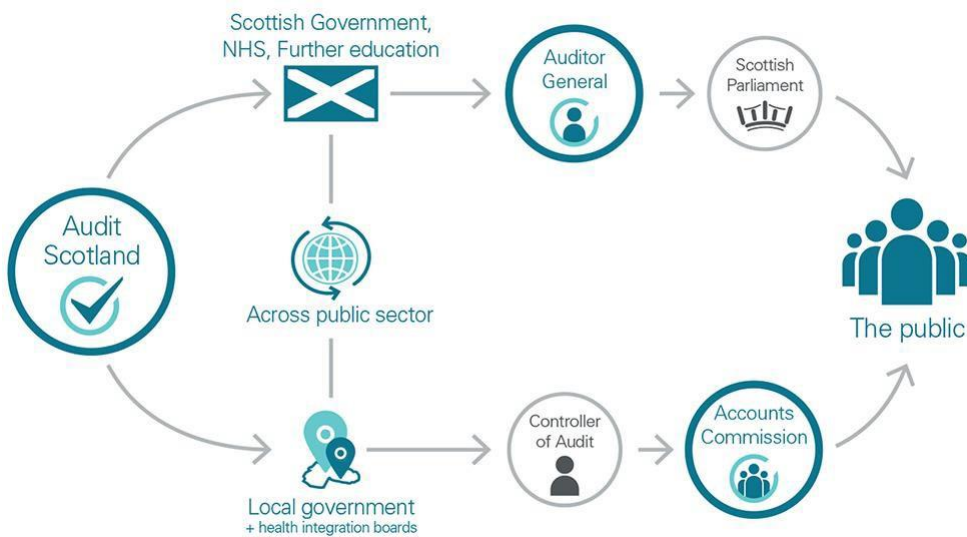 Scottish Government,
NHS, Further education
Auditor
General
Scottish
Parliament
Audit
Scotland
Across public sector
The public
Local government
+ health integration boards
Controller
of Audit
Accounts
Commission